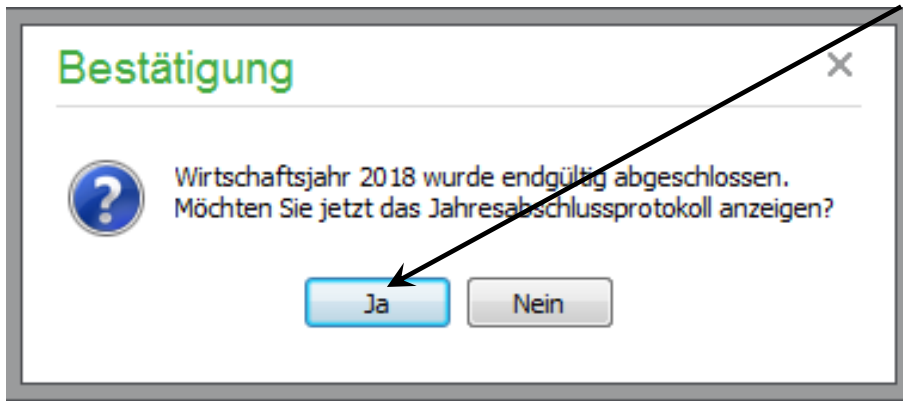 Bestätigung
Wirtschaftsjahr 2018 wurde endgültig abgeschlossen.
Möchten Sie jetzt das Jahresabschlussprotokoll anzeigen?
Ja
Nein